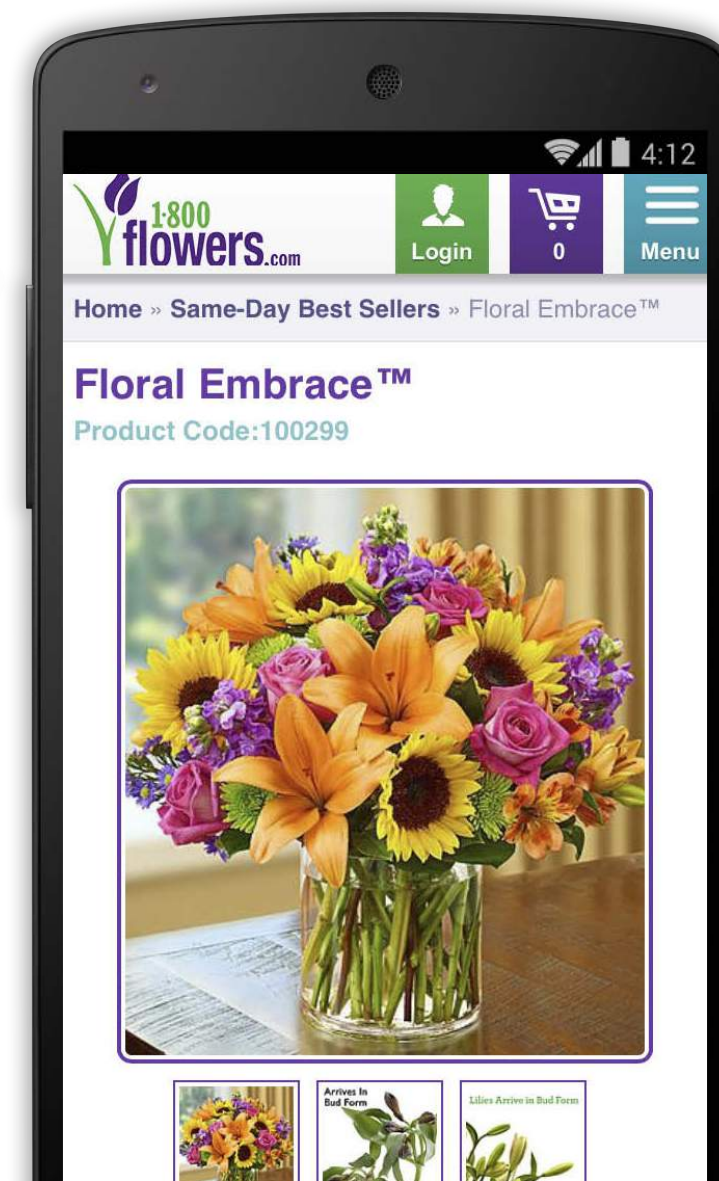 4:12
1·800
flowers.com
Login
0
Menu
Home » Same-Day Best Sellers » Floral Embrace™
Floral Embrace™
Product Code:100299
Arrives In
Bud Form
Lilies Arrive in Bud Form